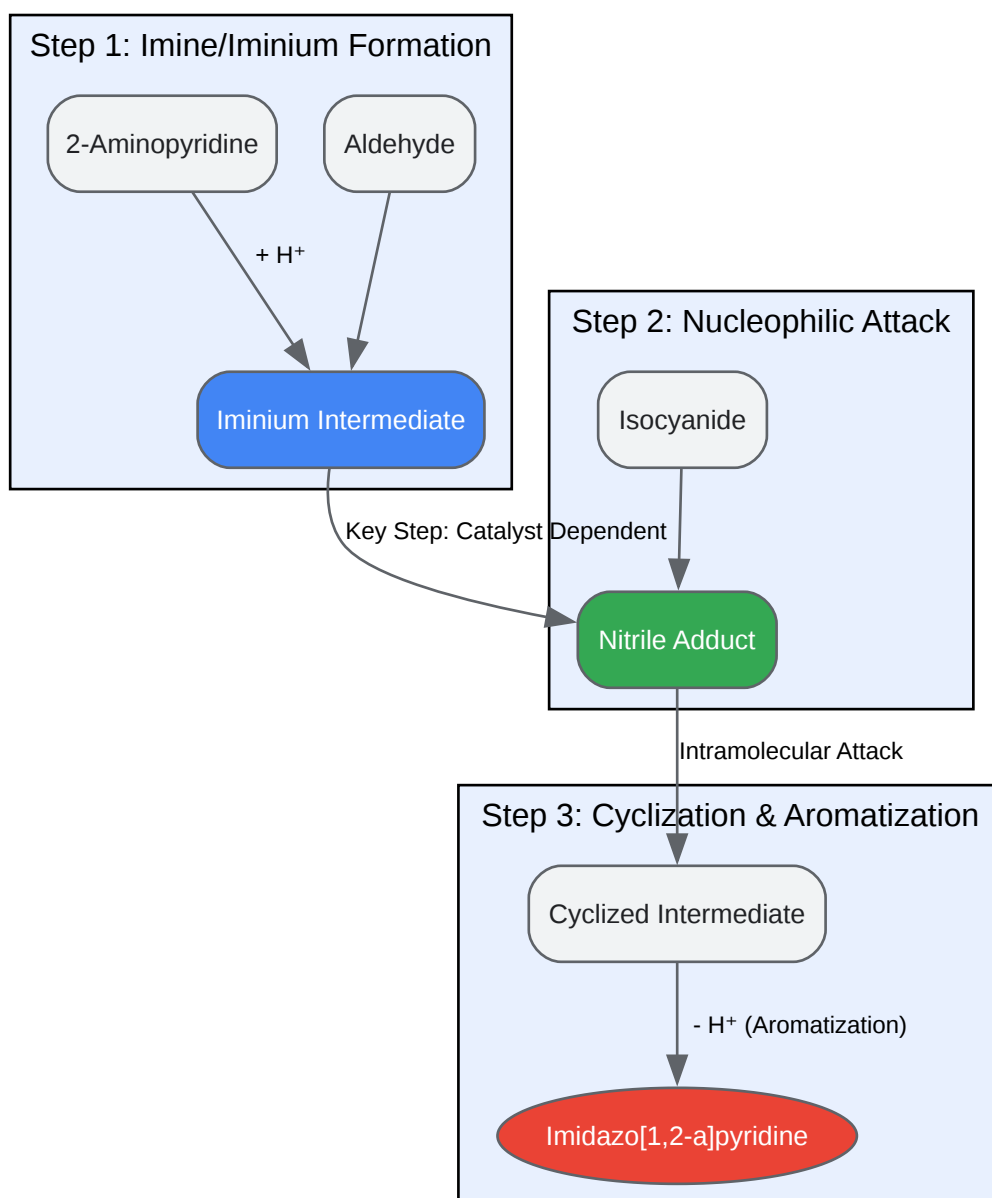 Step 1: Imine/Iminium Formation
2-Aminopyridine
Aldehyde
+ H⁺
Iminium Intermediate
Step 2: Nucleophilic Attack
Isocyanide
Key Step: Catalyst Dependent
Nitrile Adduct
Intramolecular Attack
Step 3: Cyclization & Aromatization
Cyclized Intermediate
- H⁺ (Aromatization)
Imidazo[1,2-a]pyridine